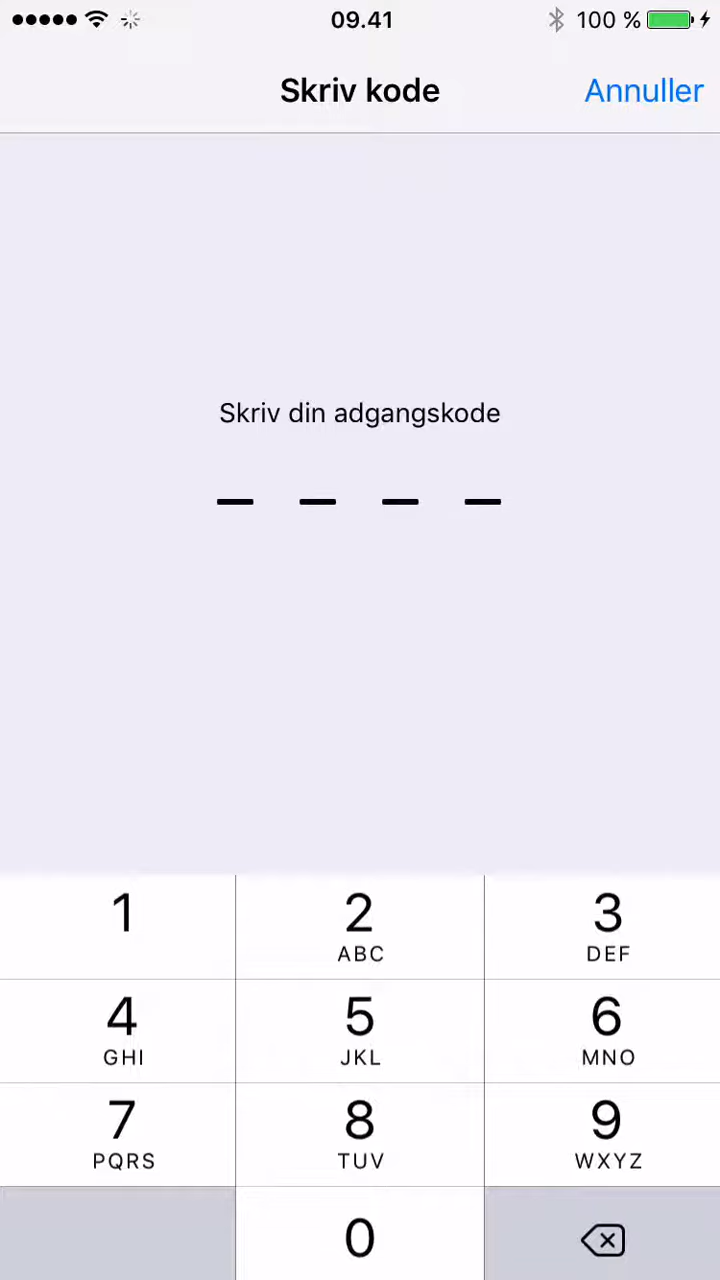 09.41 100 %
Skriv kode Annuller
Skriv din adgangskode
1 2 3
ABC DEF
4 5 6
GHI JKL MNO
7 8 9
PQRS TUV WXYZ
0